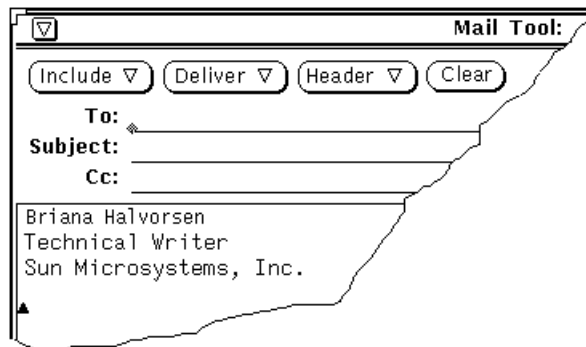 Mail Tool:
Include Deliver Header Clear
To:
Subject:
Cc:
Briana Halvorsen
Technical Writer
Sun Microsystems, Inc.